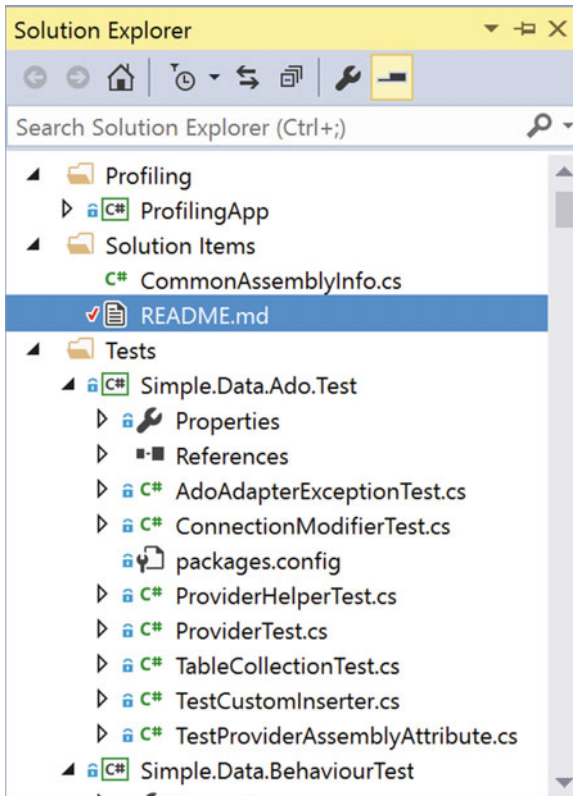 Solution Explorer
Search Solution Explorer (Ctrl+;)
Profiling
C# ProfilingApp
Solution Items
C# CommonAssemblyInfo.cs
README.md
Tests
C# Simple.Data.Ado.Test
Properties
References
C# AdoAdapterExceptionTest.cs
C# ConnectionModifierTest.cs
packages.config
C# ProviderHelperTest.cs
C# ProviderTest.cs
C# TableCollectionTest.cs
C# TestCustomInserter.cs
C# TestProviderAssemblyAttribute.cs
C# Simple.Data.BehaviourTest